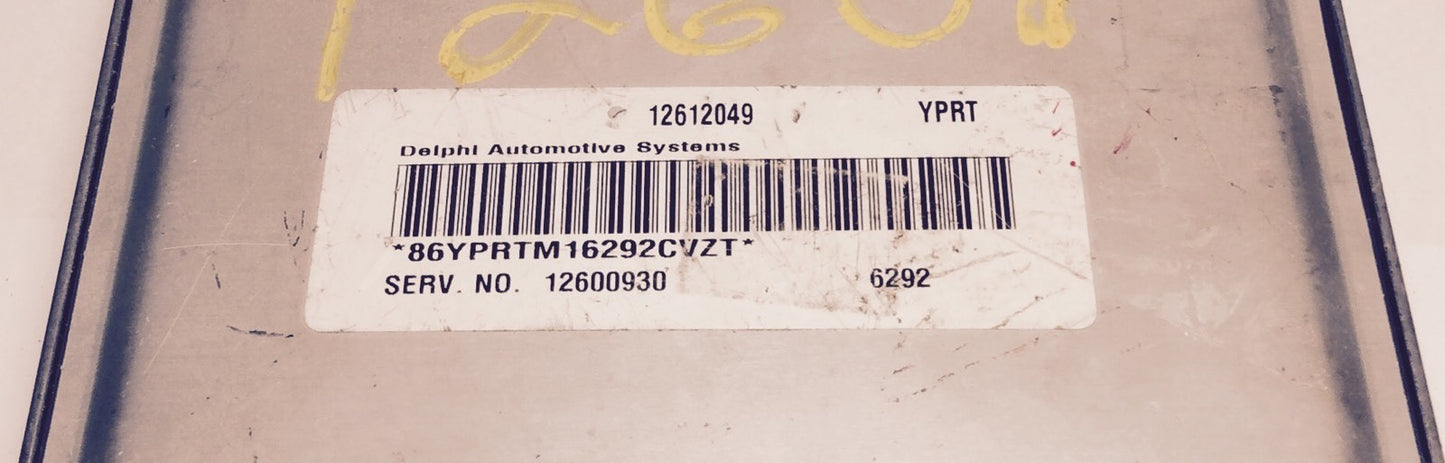 12612049 YPRT
Delphi Automotive Systems
*86YPRTM16292CVZT*
SERV. NO. 12600930 6292